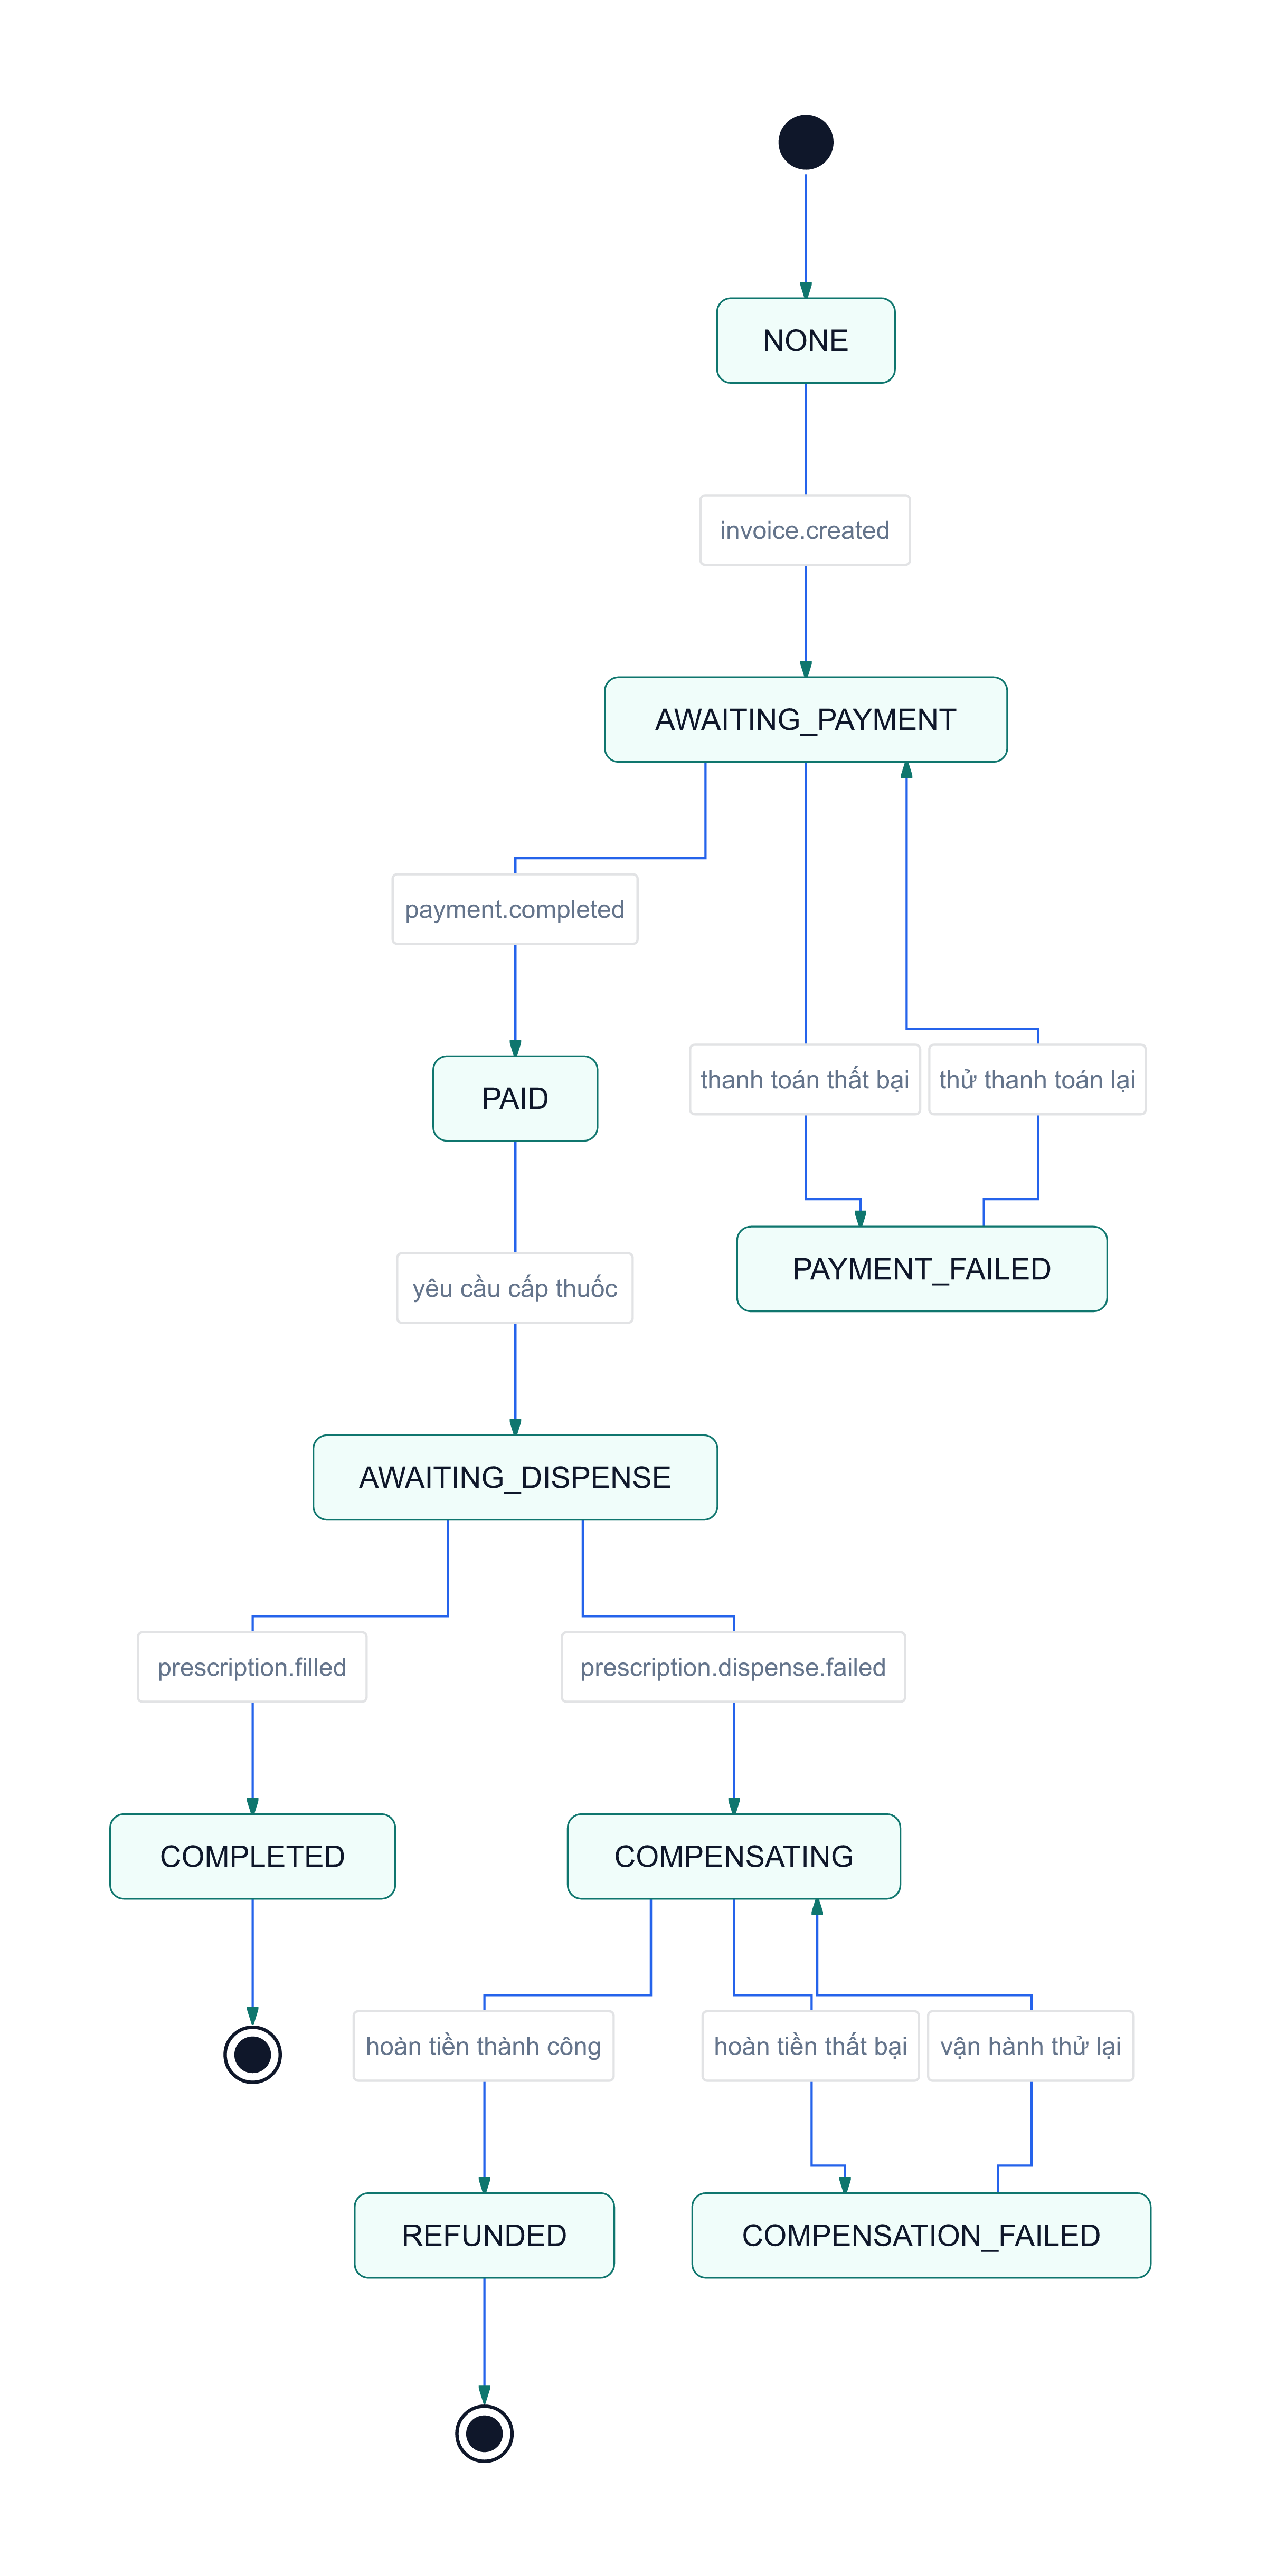 NONE
invoice.created
AWAITING_PAYMENT
payment.completed
thanh toán thất bại
thử thanh toán lại
PAID
PAYMENT_FAILED
yêu cầu cấp thuốc
AWAITING_DISPENSE
prescription.filled
prescription.dispense.failed
COMPLETED
COMPENSATING
hoàn tiền thành công
hoàn tiền thất bại
vận hành thử lại
REFUNDED
COMPENSATION_FAILED